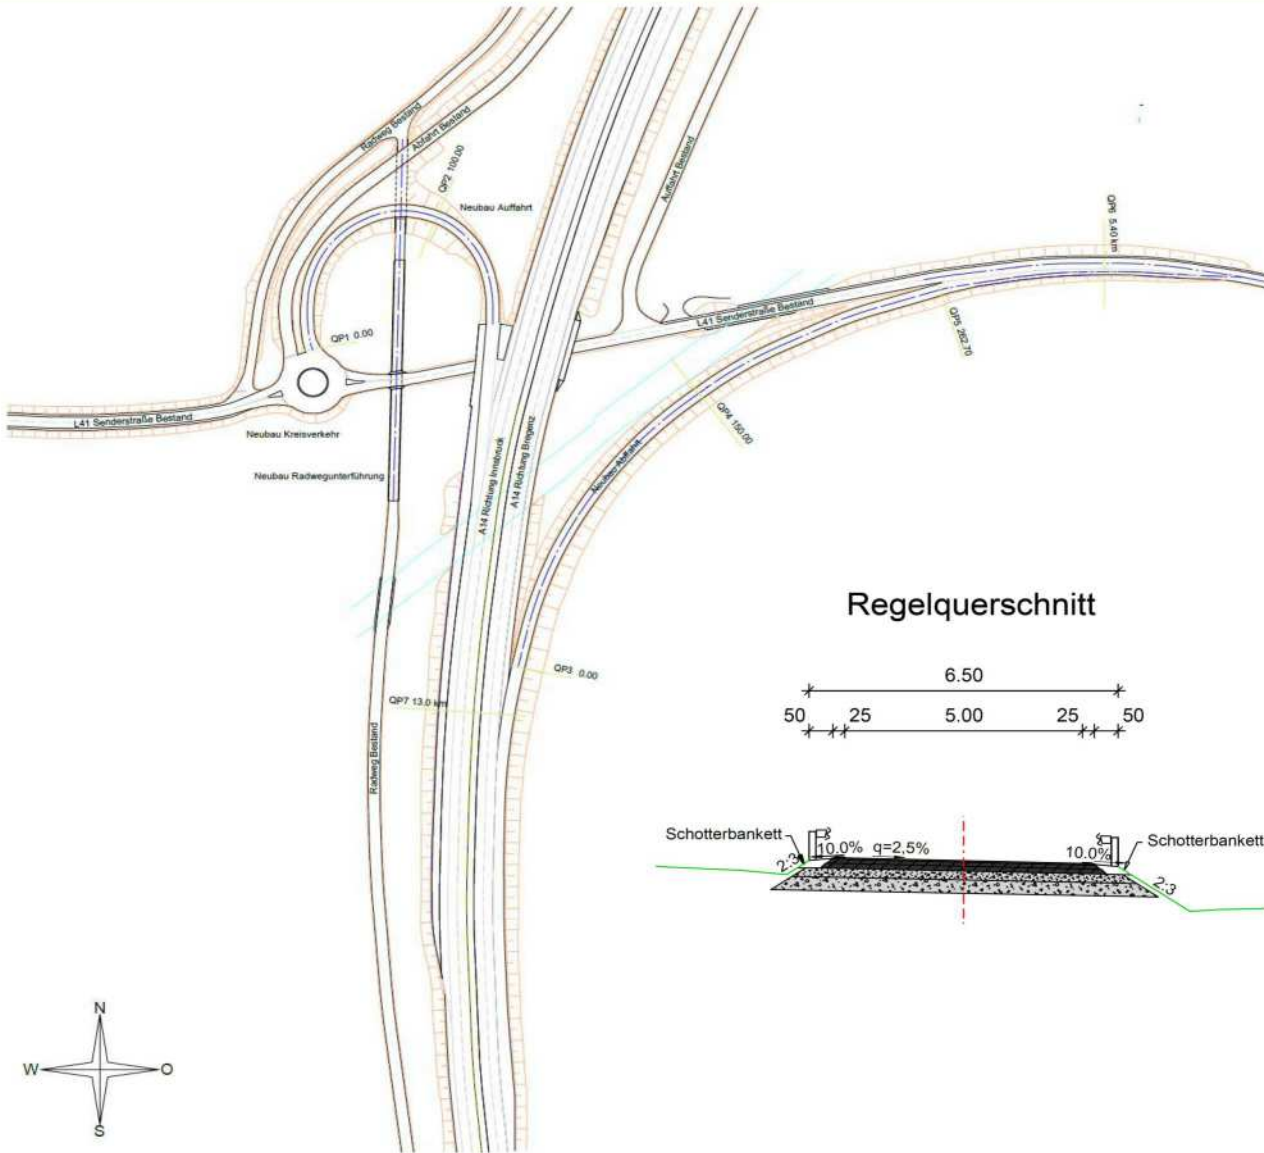 Radweg Bestand
Abfahrt Bestand
QP2 100.00
Neubau Auffahrt
Auffahrt Bestand
QP6 5.40 km
QP1 0.00
L41 Senderstraße Bestand
QP5 262.70
L41 Senderstraße Bestand
Neubau Kreisverkehr
QP4 150.00
Neubau Radwegunterführung
A14 Richtung Innsbruck
A14 Richtung Bregenz
Neubau Abffahrt
QP3 0.00
QP7 13.0 km
Radweg Bestand
Regelquerschnitt
6.50
50 25 5.00 25 50
Schotterbankett
10.0% q=2,5%
10.0%
Schotterbankett
2:3
2:3
N
W O
S